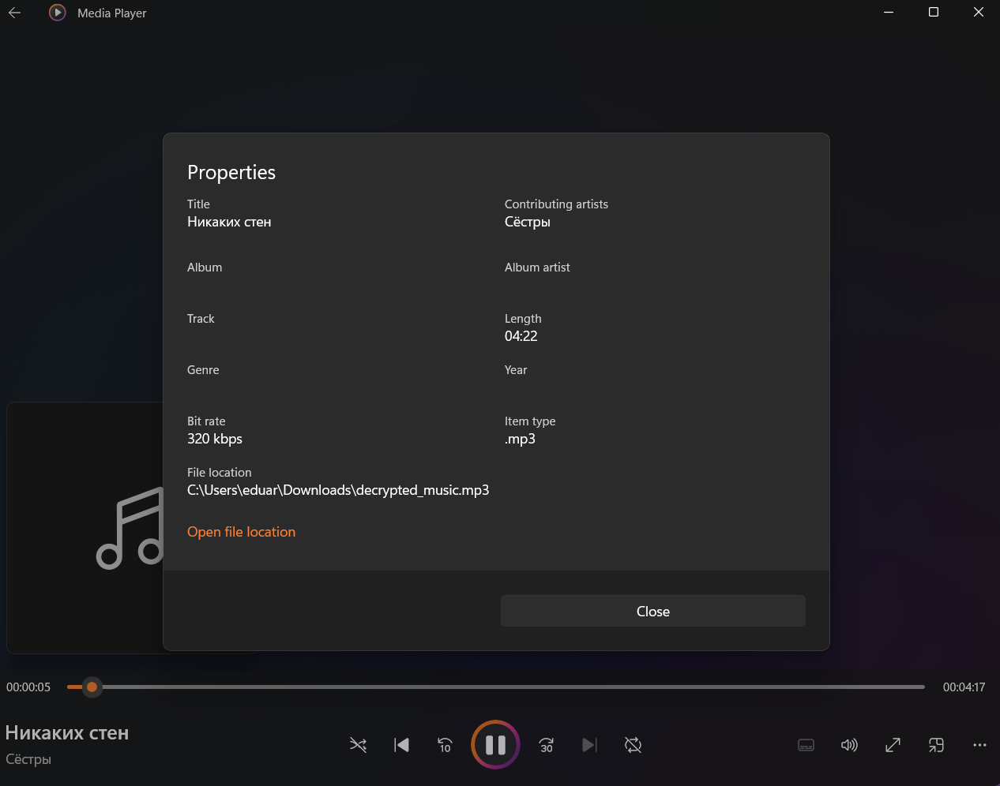 Media Player
Properties
Title
Никаких стен
Contributing artists
Сёстры
Album
Album artist
Track
Length
04:22
Genre
Year
Bit rate
320 kbps
Item type
.mp3
File location
C:\Users\eduar\Downloads\decrypted_music.mp3
Open file location
Close
00:00:05
00:04:17
Никаких стен
Сёстры
10
30